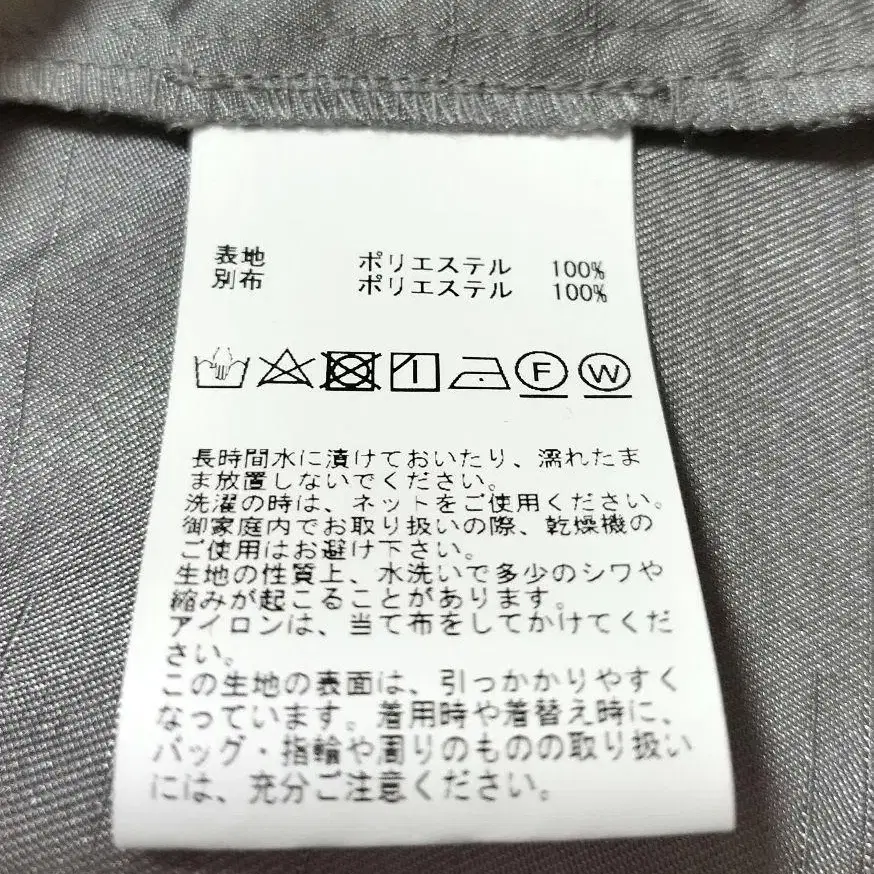 表地 ポリエステル 100%
別布 ポリエステル 100%
F W
長時間水に漬けておいたり、濡れたま
ま放置しないでください。
洗濯の時は、ネットをご使用ください。
御家庭内でお取り扱いの際、乾燥機の
ご使用はお避け下さい。
生地の性質上、水洗いで多少のシワや
縮みが起こることがあります。
アイロンは、当て布をしてかけてくだ
さい。
この生地の表面は、引っかかりやすく
なっています。着用時や着替え時に、
バッグ・指輪や周りのものの取り扱い
には、充分ご注意ください。